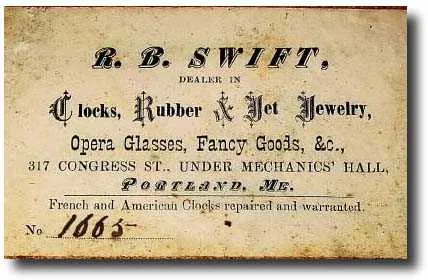 R. B. SWIFT,
DEALER IN
Clocks, Rubber & Jet Jewelry,
Opera Glasses, Fancy Goods, &c.,
317 CONGRESS ST., UNDER MECHANICS' HALL,
PORTLAND, ME.
French and American Clocks repaired and warranted.
No 1665